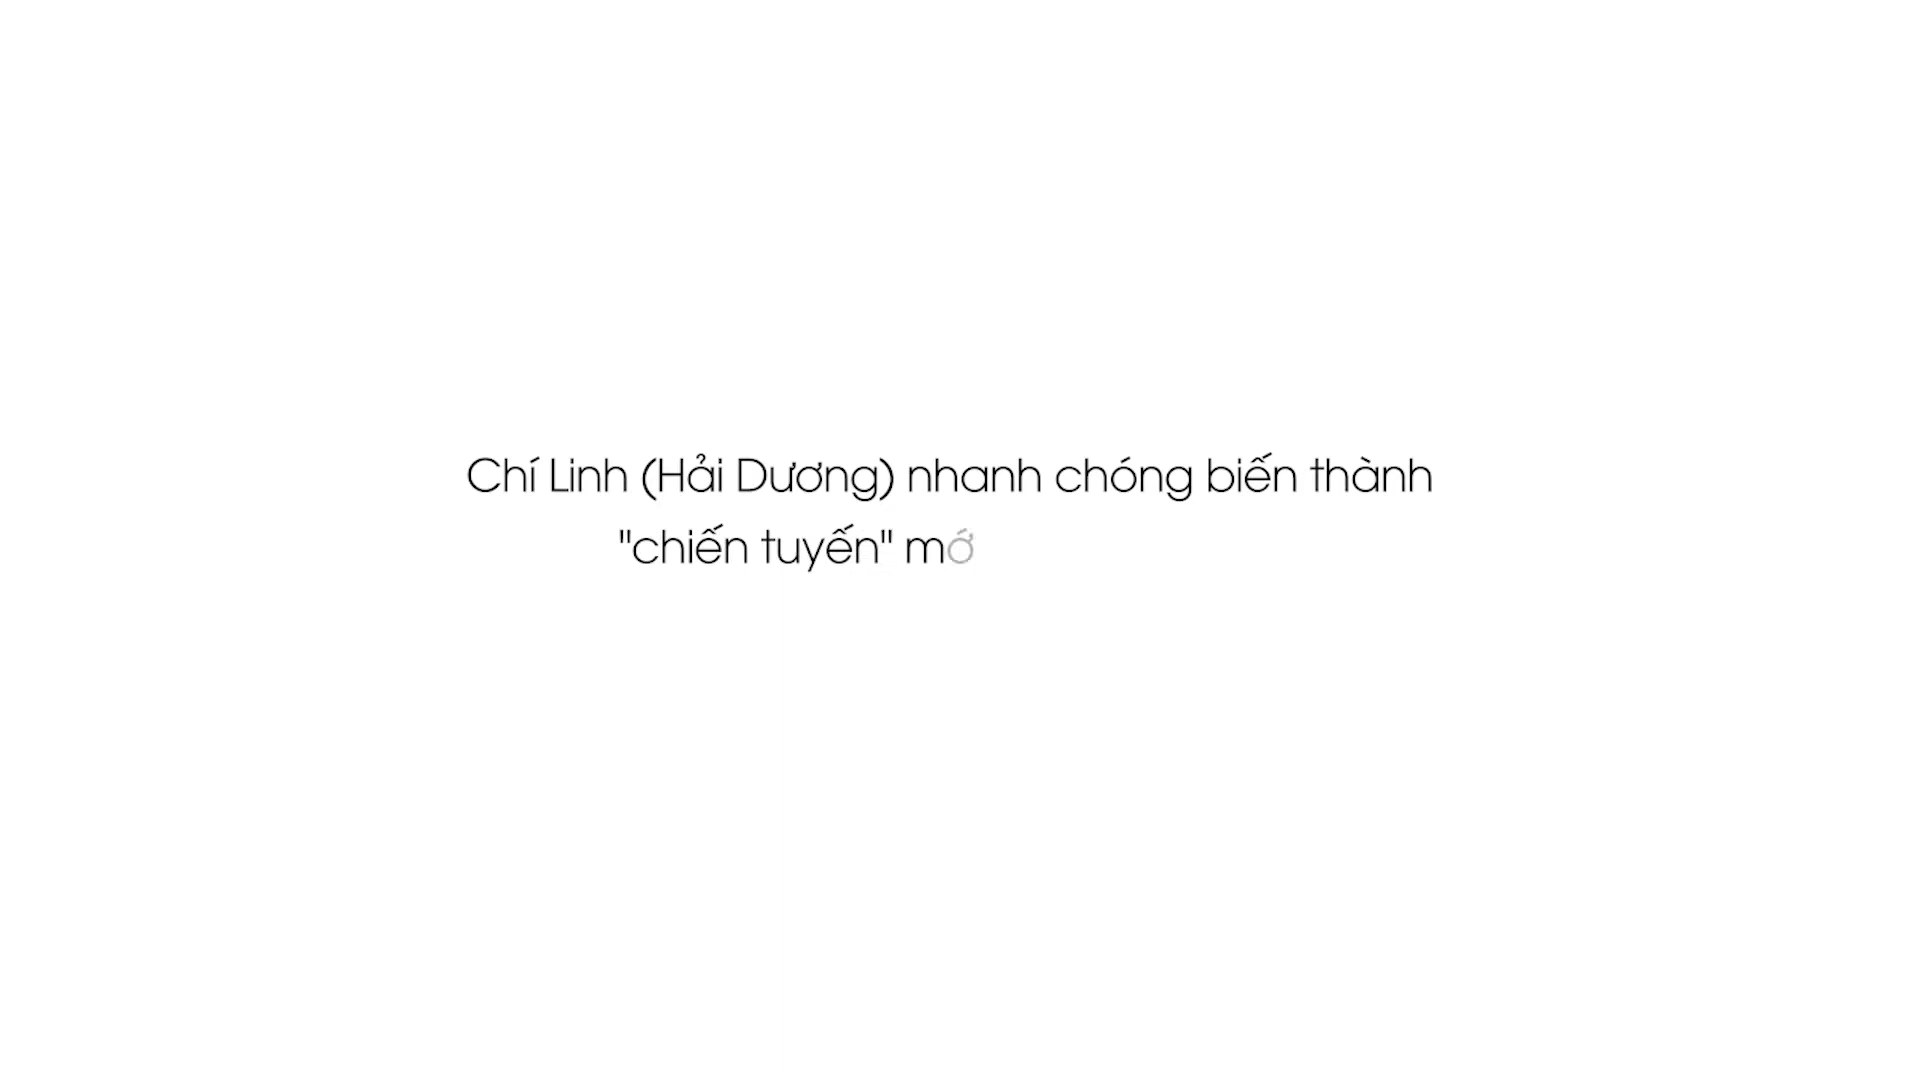 Chí Linh (Hải Dương) nhanh chóng biến thành
"chiến tuyến" mớ